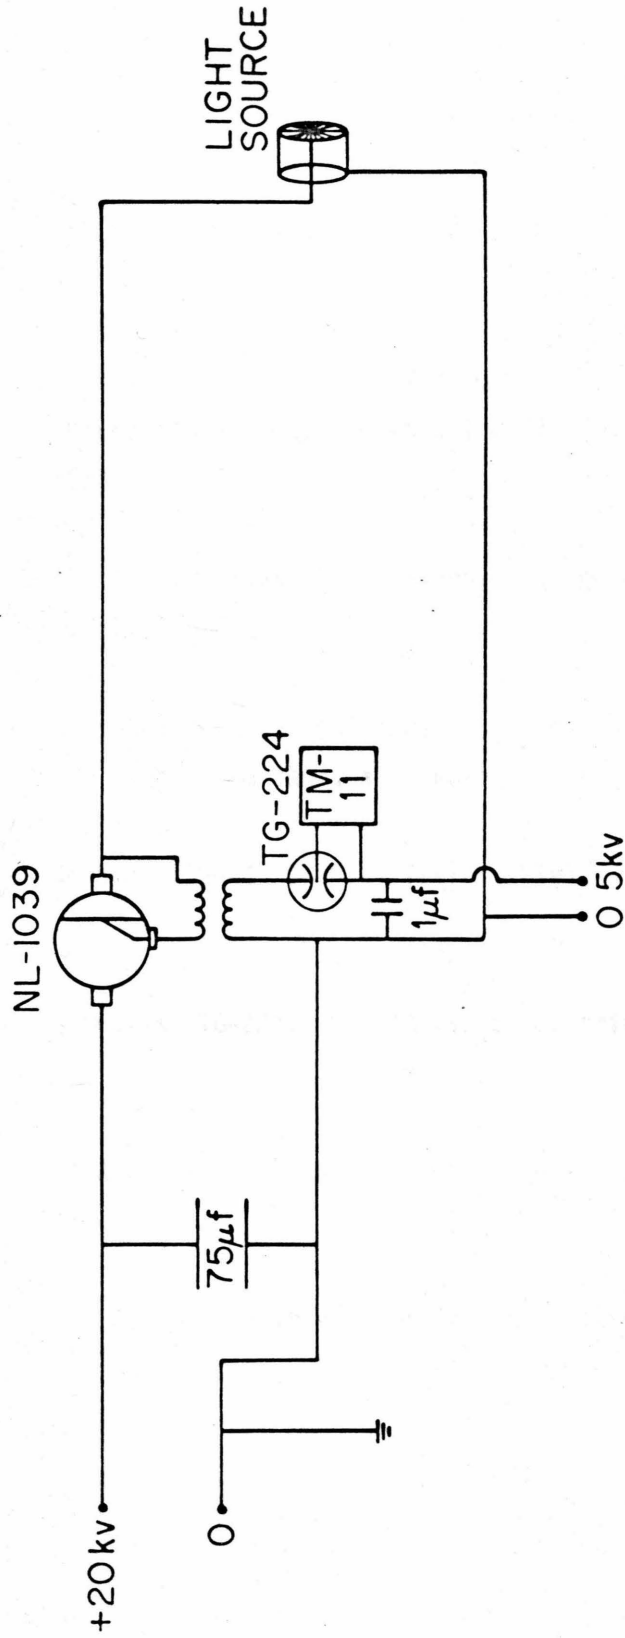 LIGHT
SOURCE
NL-1039
TG-224
TM-
11
1μf
0 5kv
75μf
+20kv
0